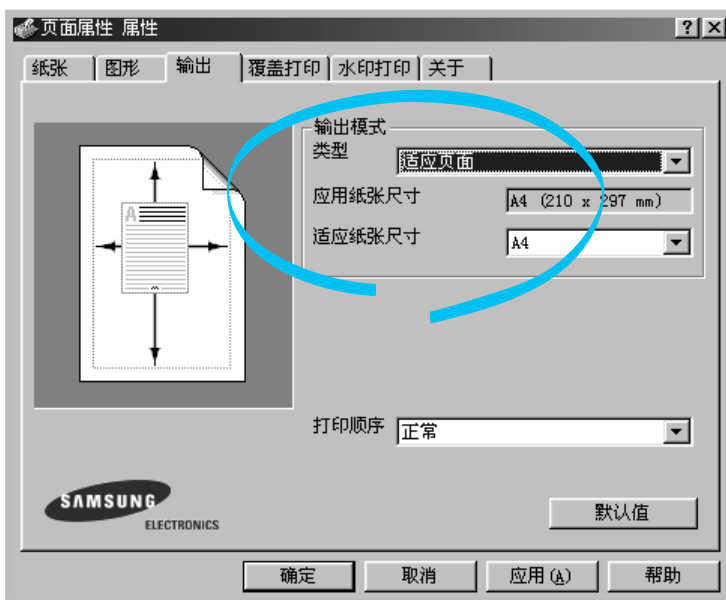 页面属性 属性
纸张 图形 输出 覆盖打印 水印打印 关于
输出模式
类型 适应页面
应用纸张尺寸 A4 (210 x 297 mm)
适应纸张尺寸 A4
A
打印顺序 正常
SAMSUNG
ELECTRONICS
默认值
确定 取消 应用(A) 帮助